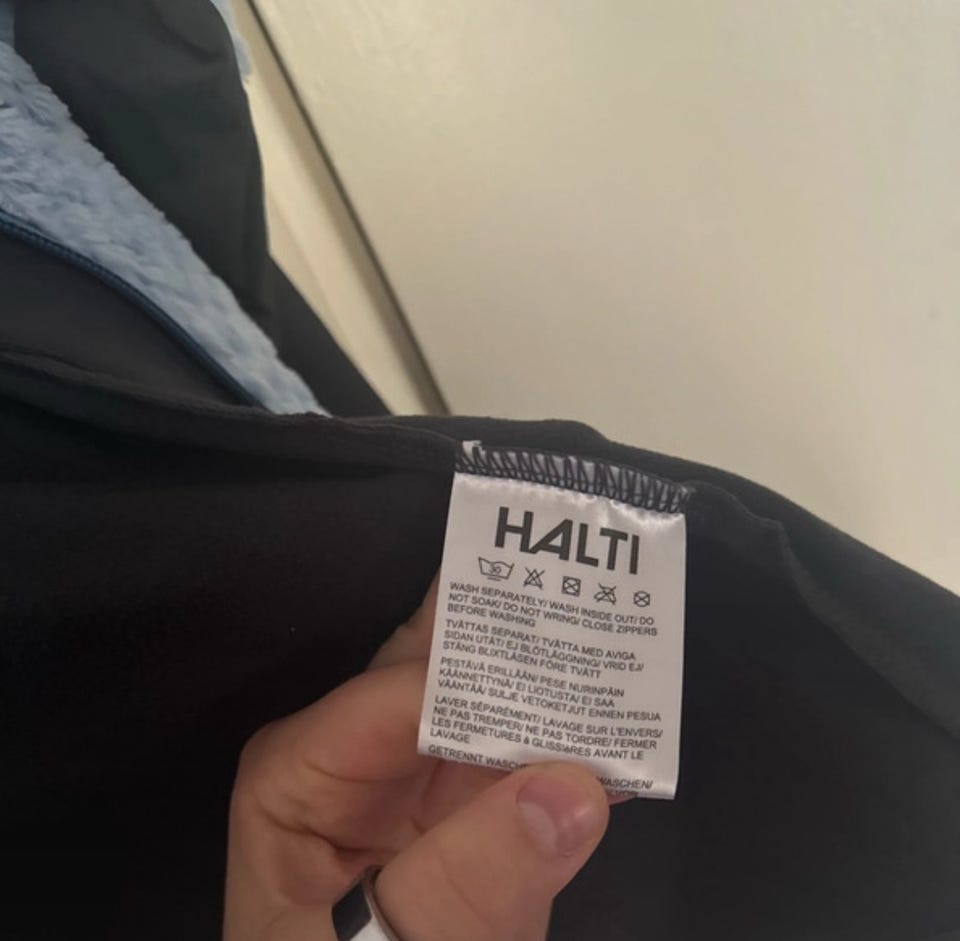 HALTI
30
WASH SEPARATELY/ WASH INSIDE OUT/ DO
NOT SOAK/ DO NOT WRING/ CLOSE ZIPPERS
BEFORE WASHING
TVÄTTAS SEPARAT/ TVÄTTA MED AVIGA
SIDAN UTÅT/ EJ BLÖTLÄGGNING/ VRID EJ/
STÄNG BLIXTLÅSEN FÖRE TVÄTT
PESTÄVÄ ERILLÄÄN/ PESE NURINPÄIN
KÄÄNNETTYNÄ/ EI LIOTUSTA/ EI SAA
VÄÄNTÄÄ/ SULJE VETOKETJUT ENNEN PESUA
LAVER SÉPARÉMENT/ LAVAGE SUR L'ENVERS/
NE PAS TREMPER/ NE PAS TORDRE/ FERMER
LES FERMETURES à GLISSIèRES AVANT LE
LAVAGE
GETRENNT WASCHEN/